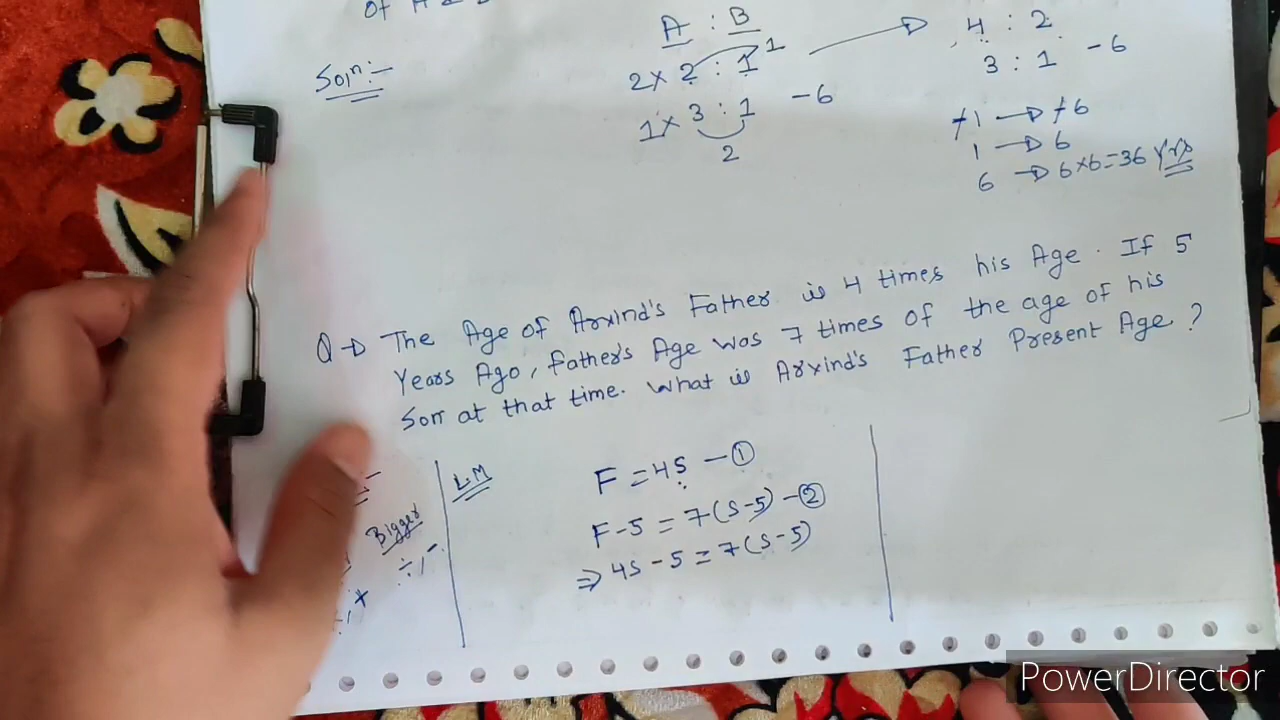 of
A : B
Soln:-
2x 2 : 1 1
1x 3 : 1 -6
2
4 : 2
3 : 1 -6
+1 → +6
1 → 6
6 → 6x6=36 Yrs
Q→ The Age of Arxind's Father is 4 times his Age. If 5
Years Ago, father's Age was 7 times of the age of his
Son at that time. What is Arxind's Father Present Age ?
Bigger
÷,-
LM
F = 4S - ①
F-5 = 7(S-5) - ②
⇒ 4S-5 = 7(S-5)
PowerDirector